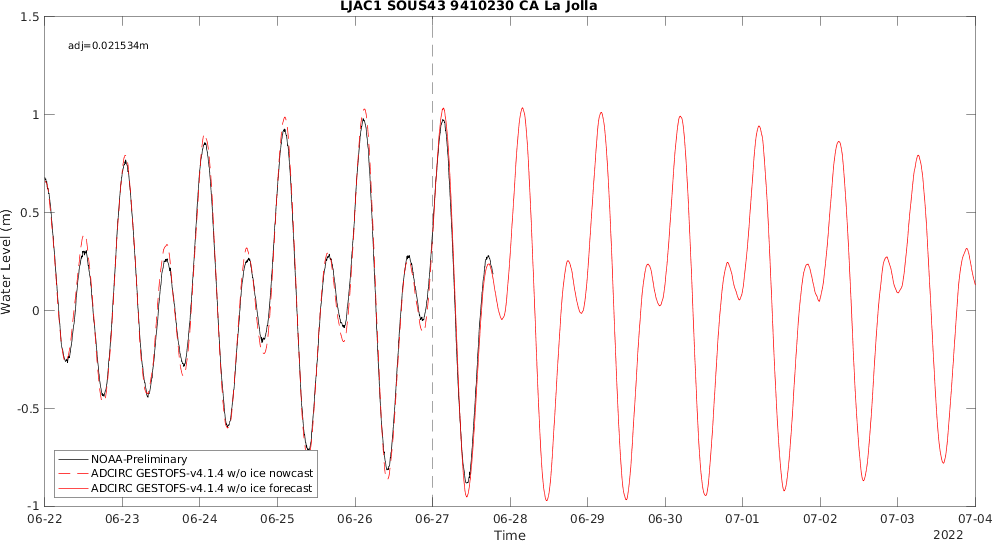 LJAC1 SOUS43 9410230 CA La Jolla
adj=0.021534m
1.5
1
0.5
0
-0.5
-1
Water Level (m)
NOAA-Preliminary
ADCIRC GESTOFS-v4.1.4 w/o ice nowcast
ADCIRC GESTOFS-v4.1.4 w/o ice forecast
06-22 06-23 06-24 06-25 06-26 06-27 06-28 06-29 06-30 07-01 07-02 07-03 07-04
Time
2022